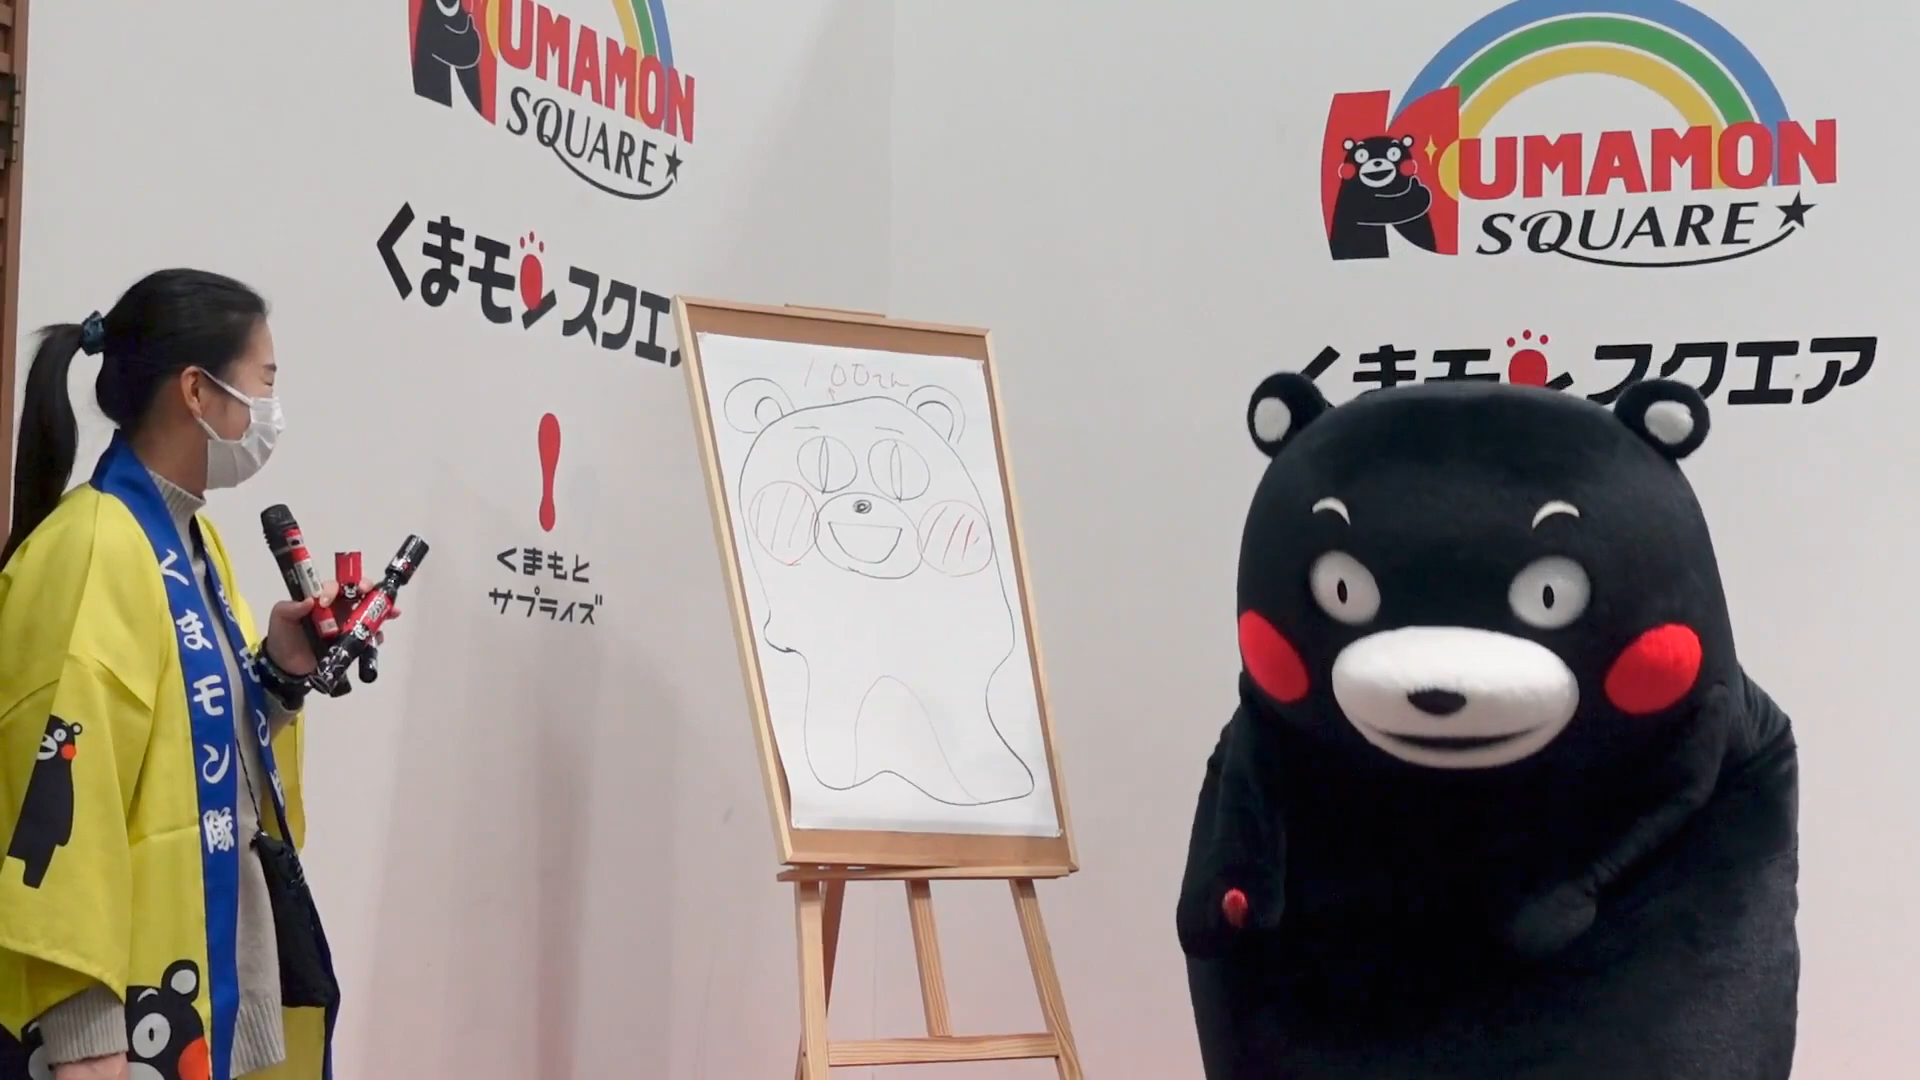 KUMAMON
SQUARE
くまモンスクエ
くまもと
サプライズ
くまモン隊
100てん
KUMAMON
SQUARE
くまモンスクエア